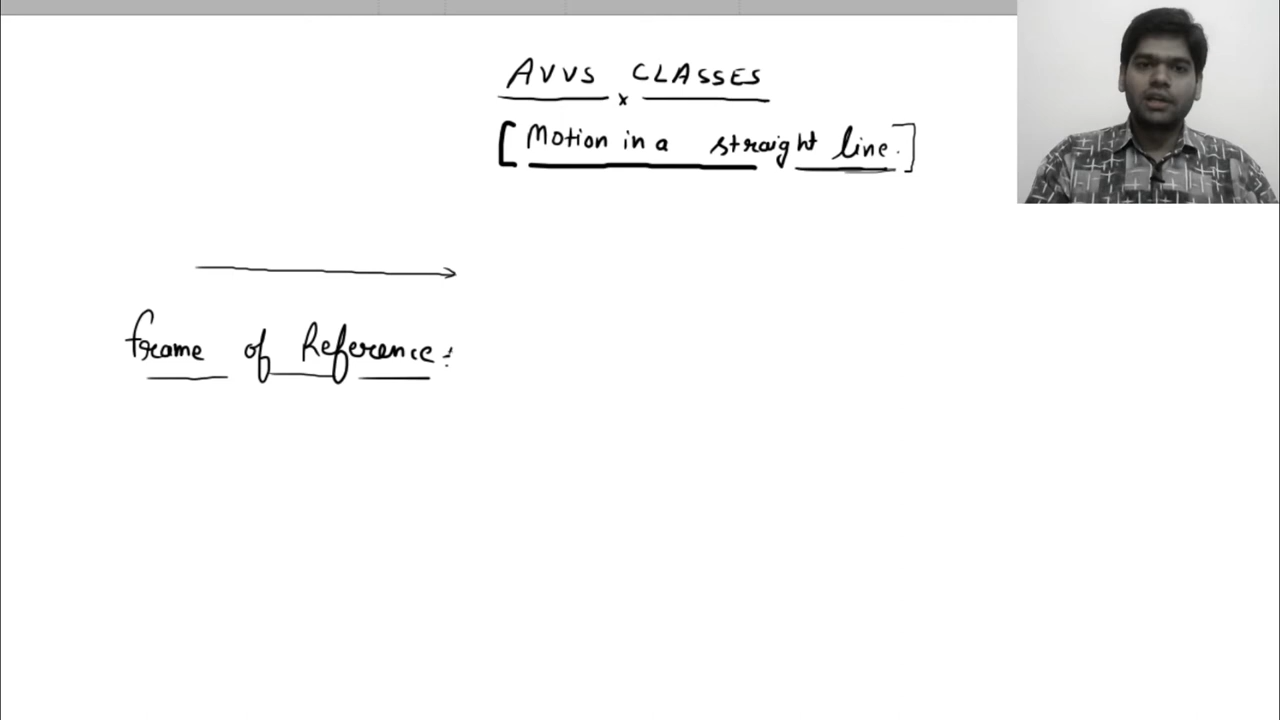 AVVS CLASSES
[Motion in a straight line.]
frame of Reference: